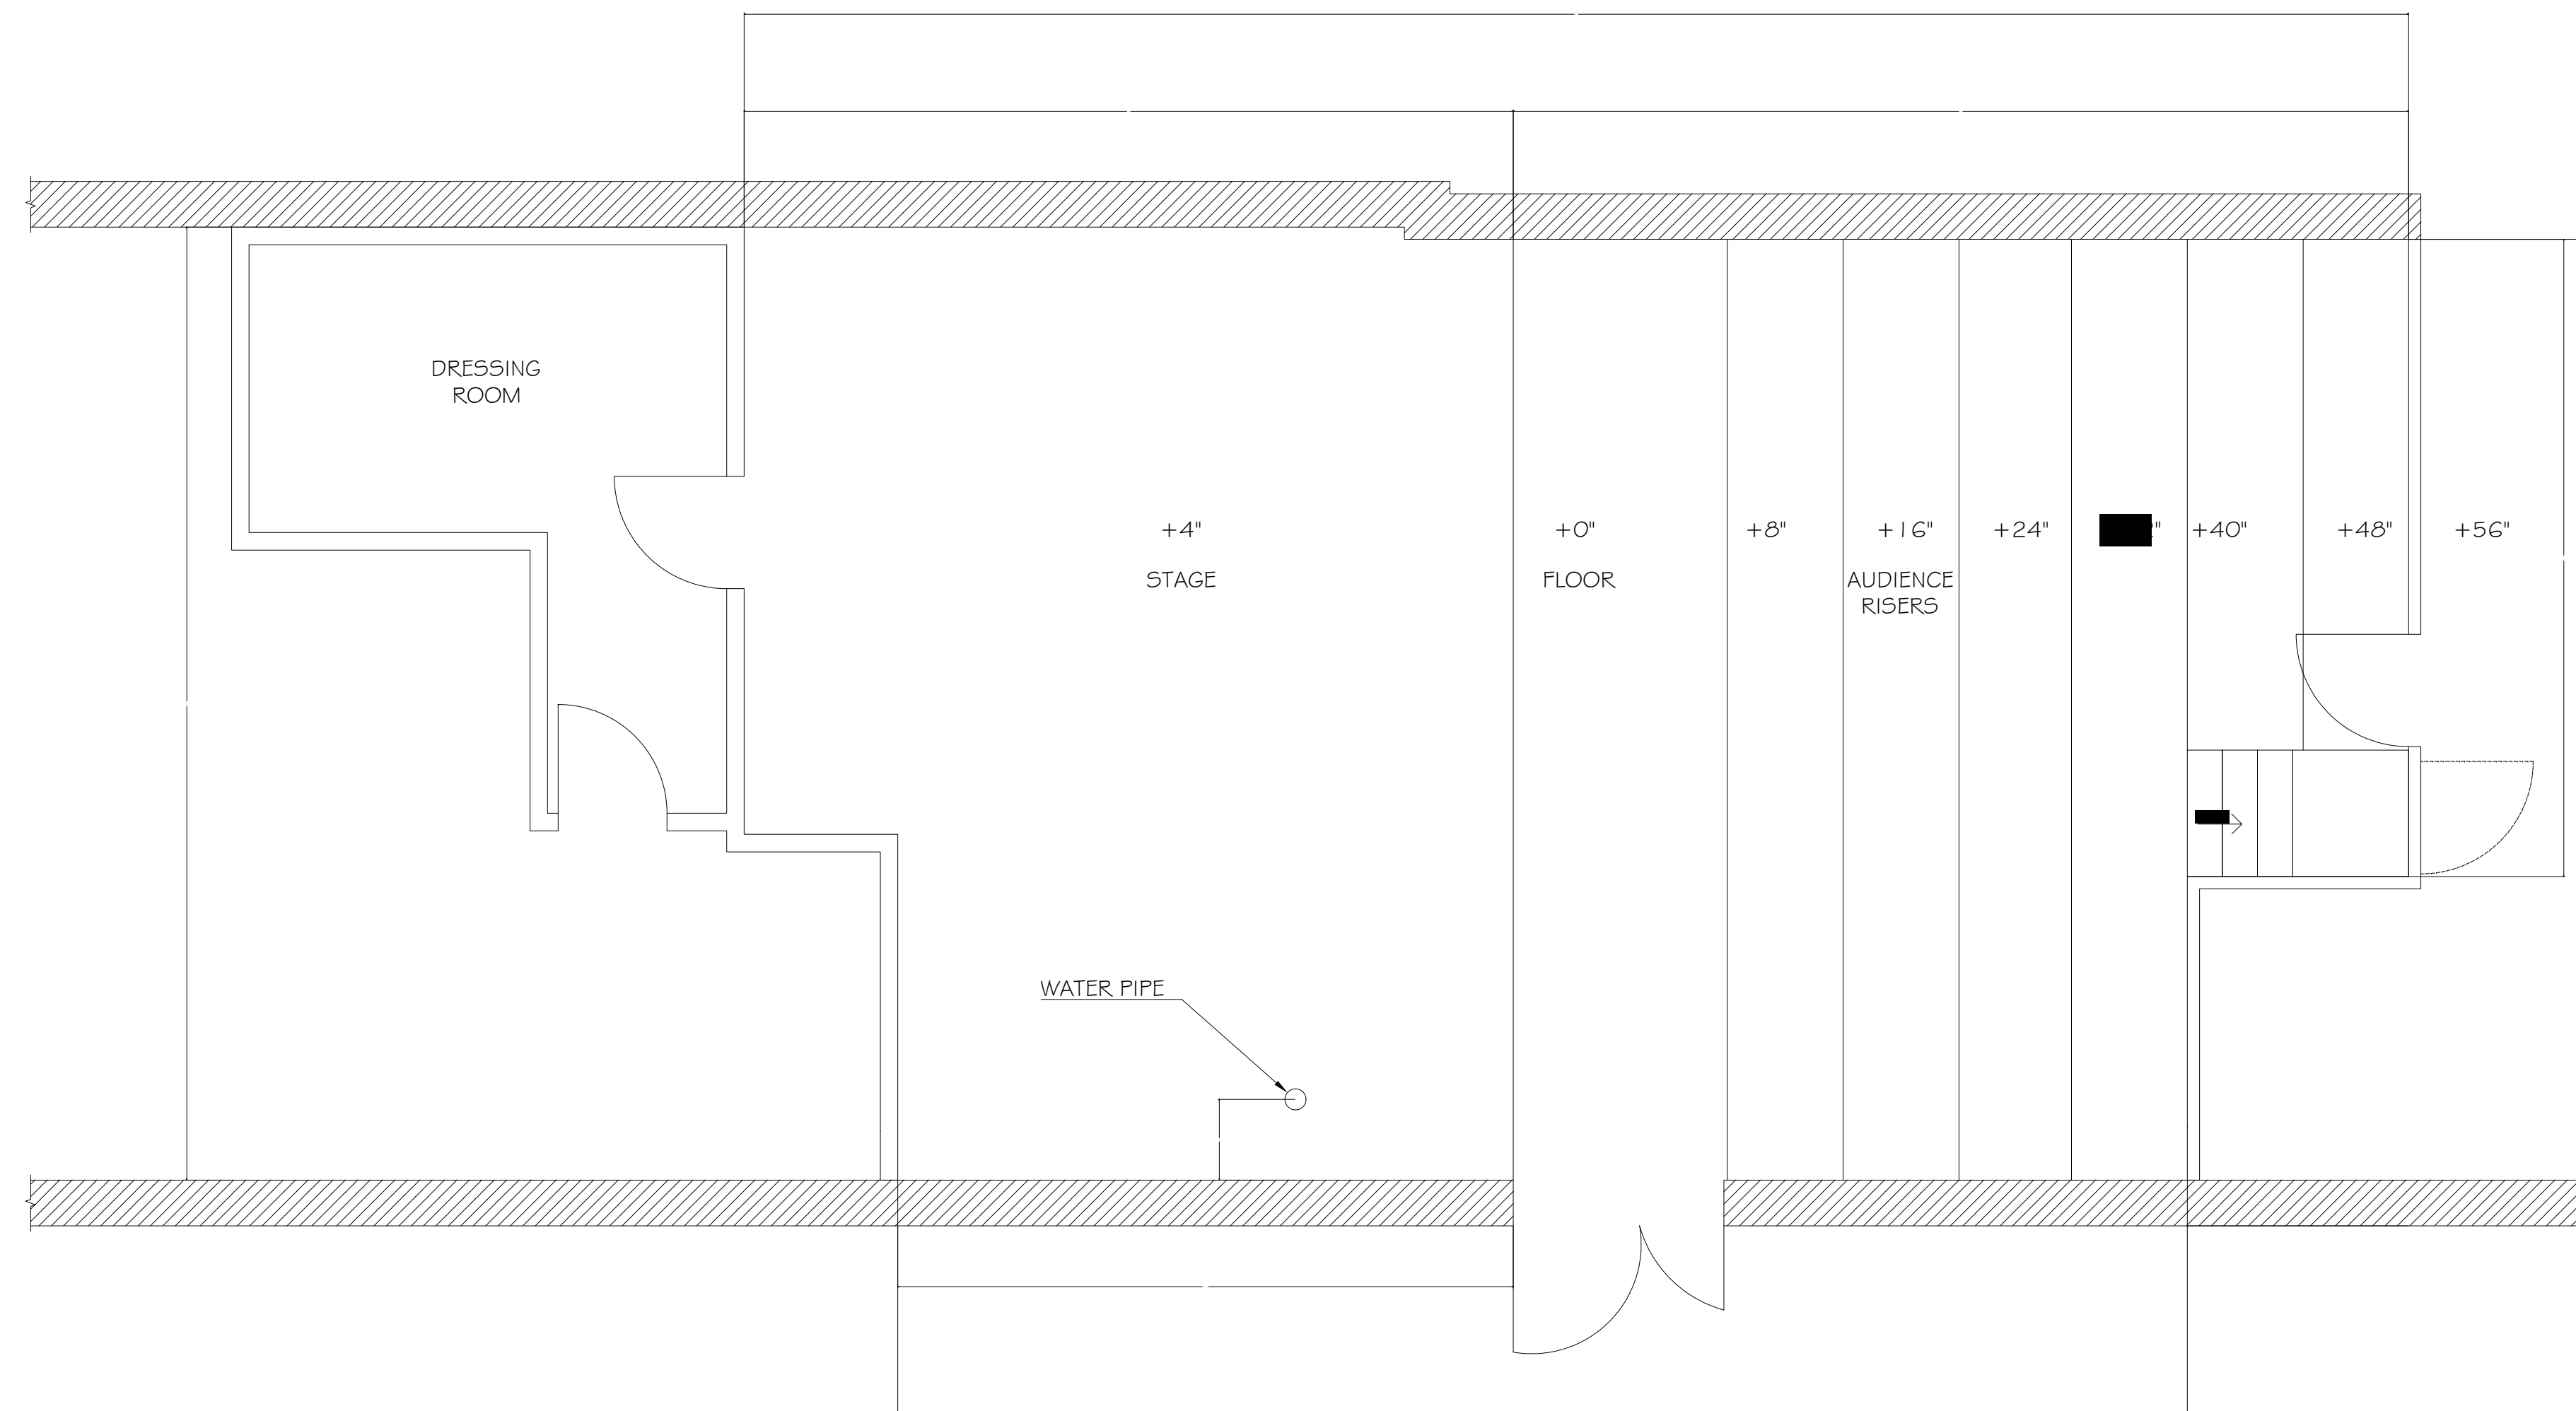 DRESSING
ROOM
+4"
+0"
+8"
+16"
+24"
+40"
+48"
+56"
STAGE
FLOOR
AUDIENCE
RISERS
WATER PIPE